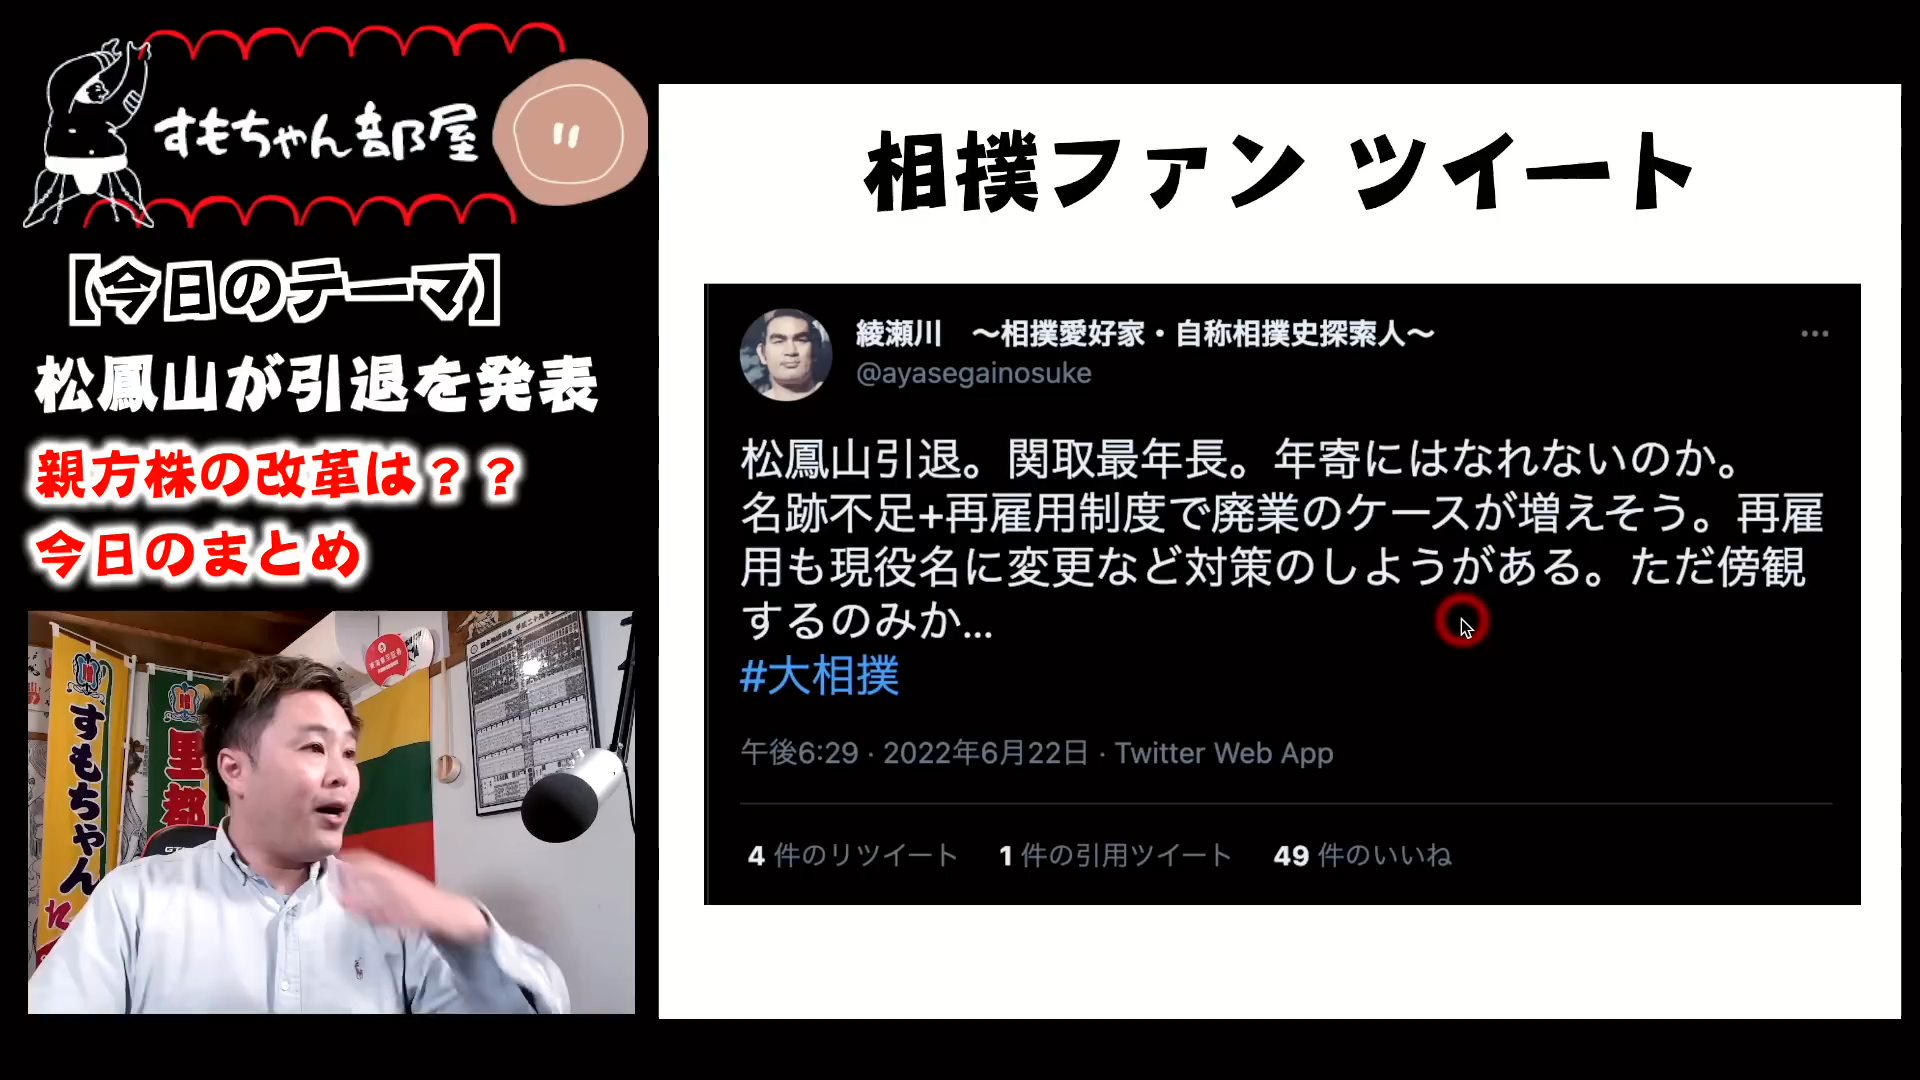 すもちゃん部屋
【今日のテーマ】
松鳳山が引退を発表
親方株の改革は？？
今日のまとめ
相撲ファン ツイート
綾瀬川　〜相撲愛好家・自称相撲史探索人〜
@ayasegainosuke
松鳳山引退。関取最年長。年寄にはなれないのか。
名跡不足+再雇用制度で廃業のケースが増えそう。再雇
用も現役名に変更など対策のしようがある。ただ傍観
するのみか...
#大相撲
午後6:29 · 2022年6月22日 · Twitter Web App
4 件のリツイート 1 件の引用ツイート 49 件のいいね
すもちゃん
里都